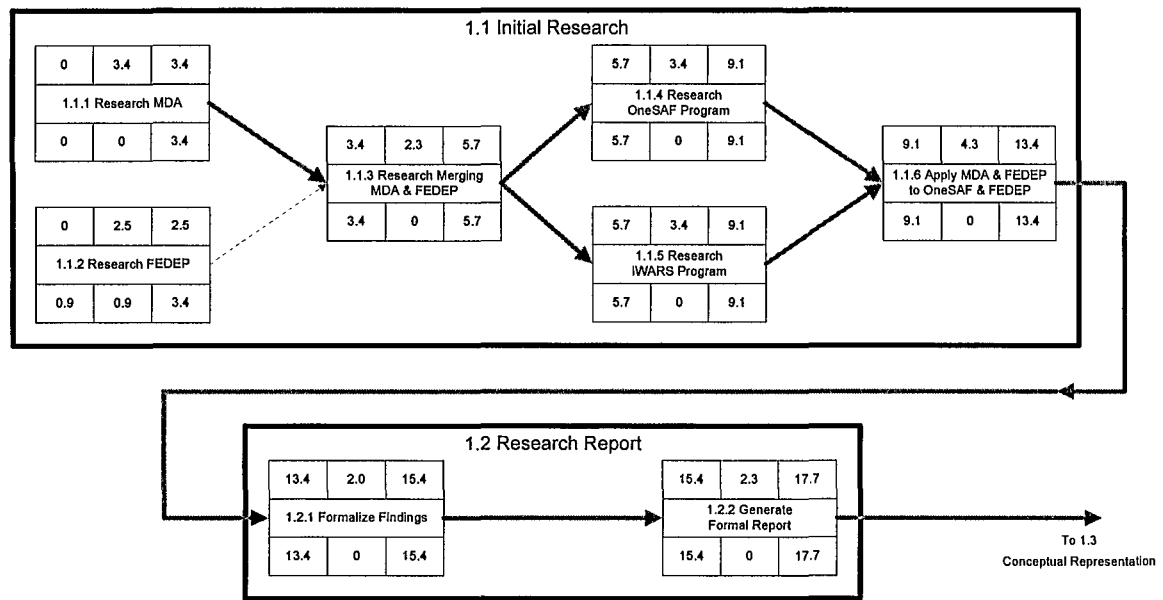 1.1 Initial Research
0 3.4 3.4
1.1.1 Research MDA
0 0 3.4
0 2.5 2.5
1.1.2 Research FEDEP
0.9 0.9 3.4
3.4 2.3 5.7
1.1.3 Research Merging
MDA & FEDEP
3.4 0 5.7
5.7 3.4 9.1
1.1.4 Research
OneSAF Program
5.7 0 9.1
5.7 3.4 9.1
1.1.5 Research
IWARS Program
5.7 0 9.1
9.1 4.3 13.4
1.1.6 Apply MDA & FEDEP
to OneSAF & FEDEP
9.1 0 13.4
1.2 Research Report
13.4 2.0 15.4
1.2.1 Formalize Findings
13.4 0 15.4
15.4 2.3 17.7
1.2.2 Generate
Formal Report
15.4 0 17.7
To 1.3
Conceptual Representation